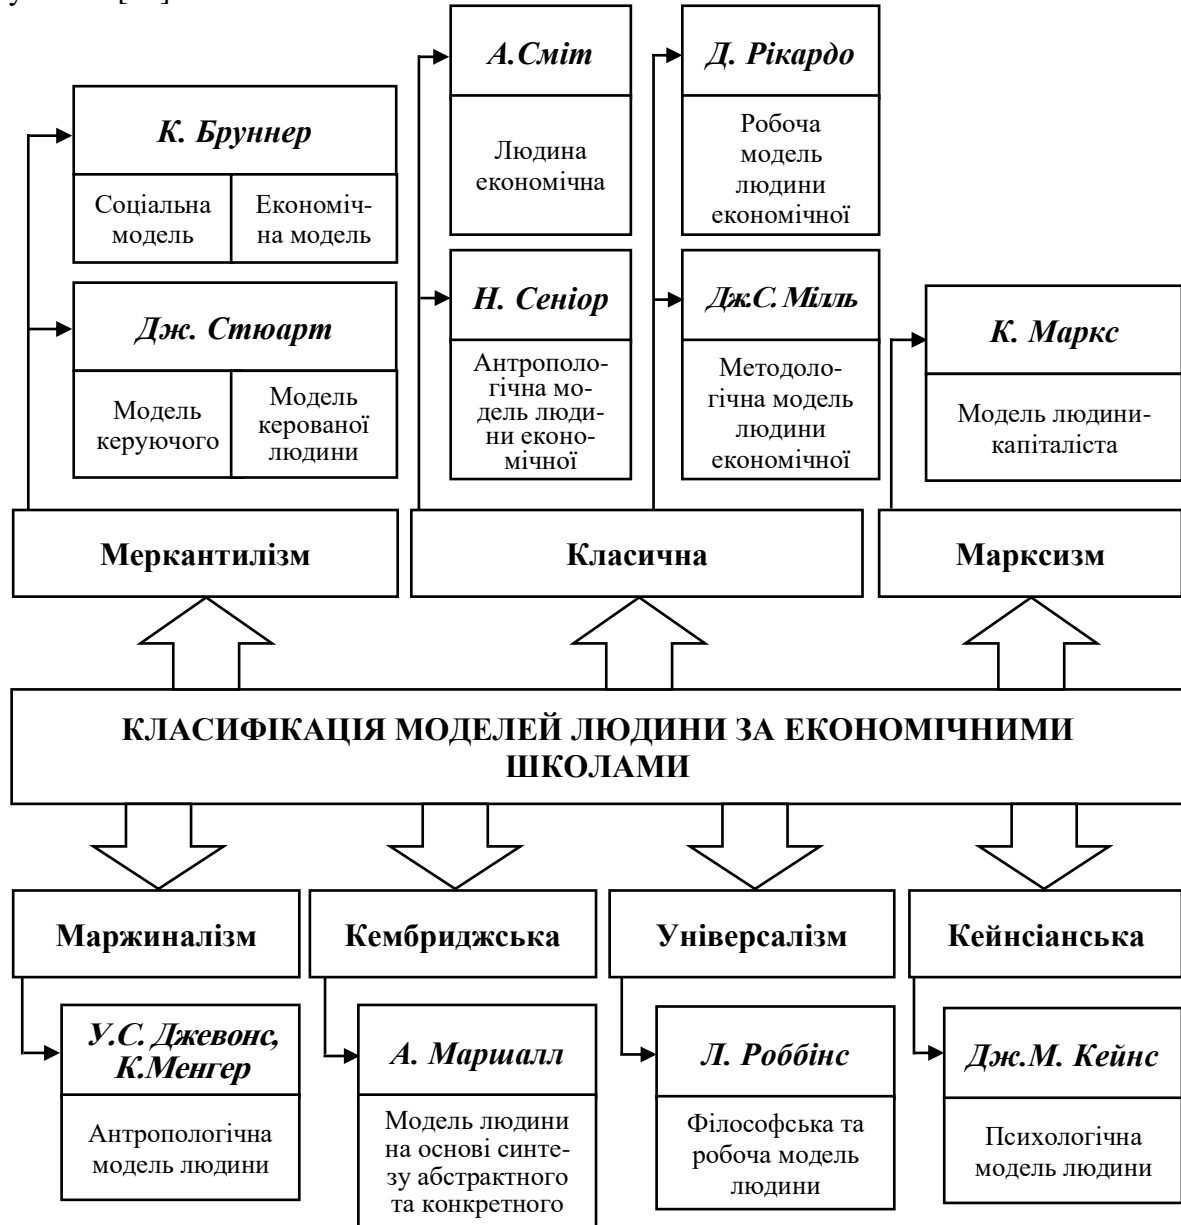 А.Сміт
Людина
економічна
Д. Рікардо
Робоча
модель
людини
економічної
К. Бруннер
Соціальна
модель
Економіч-
на модель
Дж. Стюарт
Модель
керуючого
Модель
керованої
людини
Н. Сеніор
Антрополо-
гічна мо-
дель люди-
ни еконо-
мічної
Дж.С. Мілль
Методоло-
гічна модель
людини
економічної
К. Маркс
Модель людини-
капіталіста
Меркантилізм
Класична
Марксизм
КЛАСИФІКАЦІЯ МОДЕЛЕЙ ЛЮДИНИ ЗА ЕКОНОМІЧНИМИ
ШКОЛАМИ
Маржиналізм
Кембриджська
Універсалізм
Кейнсіанська
У.С. Джевонс,
К.Менгер
Антропологічна
модель людини
А. Маршалл
Модель людини
на основі синте-
зу абстрактного
та конкретного
Л. Роббінс
Філософська та
робоча модель
людини
Дж.М. Кейнс
Психологічна
модель людини